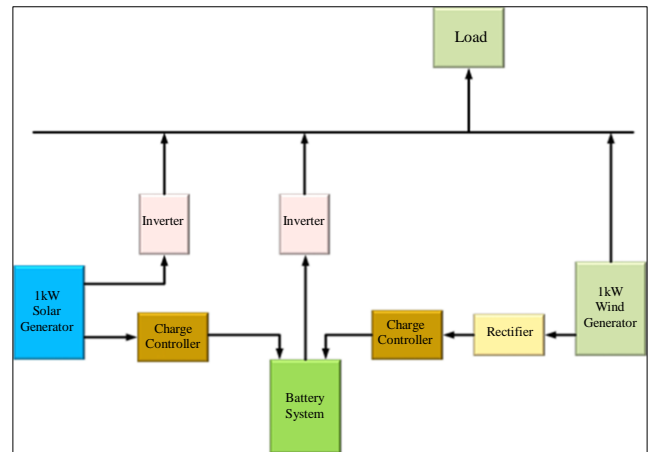 Load
Inverter
Inverter
1kW
Solar
Generator
Charge
Controller
Charge
Controller
Rectifier
1kW
Wind
Generator
Battery
System